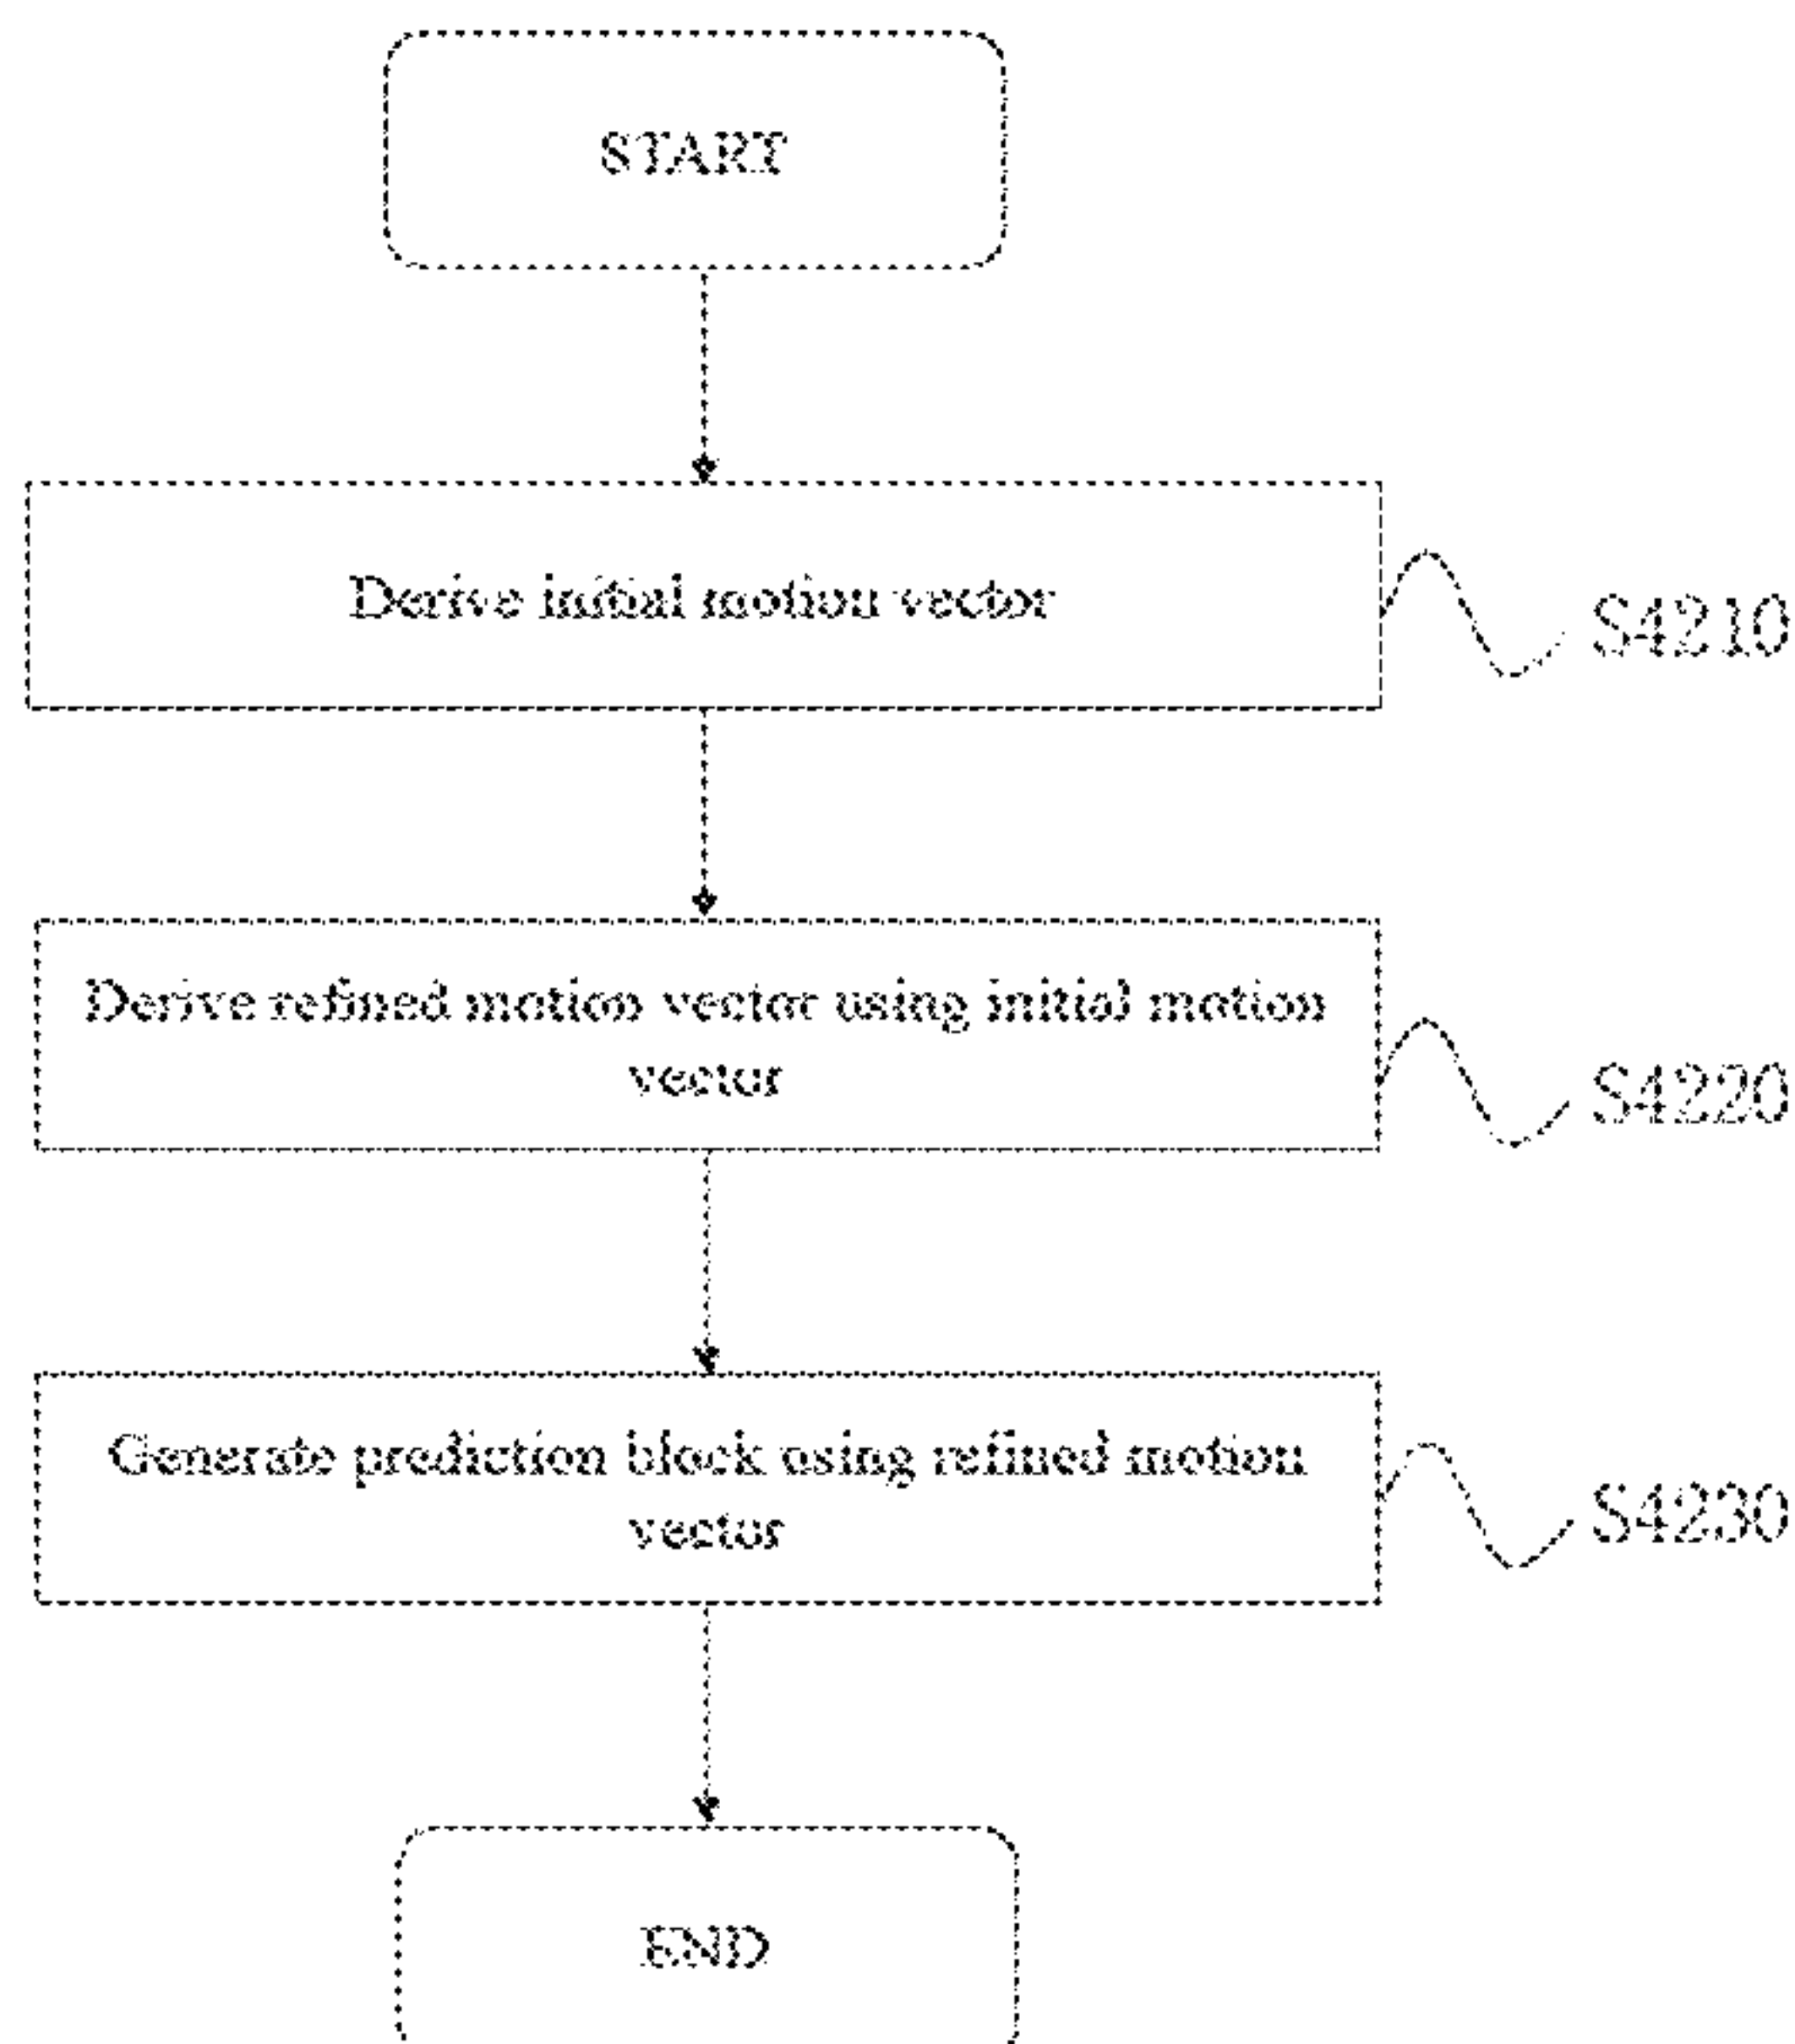 START
Derive initial motion vector
S4210
Derive refined motion vector using initial motion
vector
S4220
Generate prediction block using refined motion
vector
S4230
END